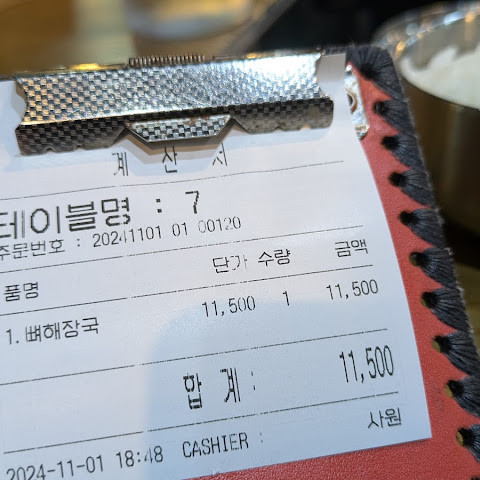 계 산 서
테이블명 : 7
주문번호 : 20241101 01 00120
품명 단가 수량 금액
1. 뼈해장국 11,500 1 11,500
합 계 : 11,500
사원
2024-11-01 18:48 CASHIER :